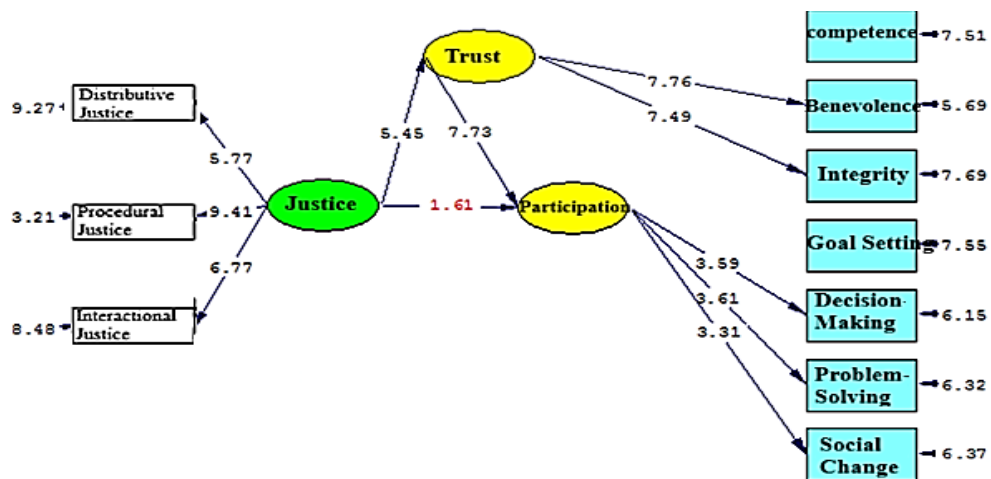 competence
7.51
Trust
7.76
Benevolence
5.69
9.27
Distributive
Justice
5.45
7.73
7.49
5.77
Integrity
7.69
3.21
Procedural
Justice
9.41
Justice
1.61
Participation
Goal Setting
7.55
6.77
3.59
8.48
Interactional
Justice
3.61
Decision-
Making
6.15
3.31
Problem-
Solving
6.32
Social
Change
6.37